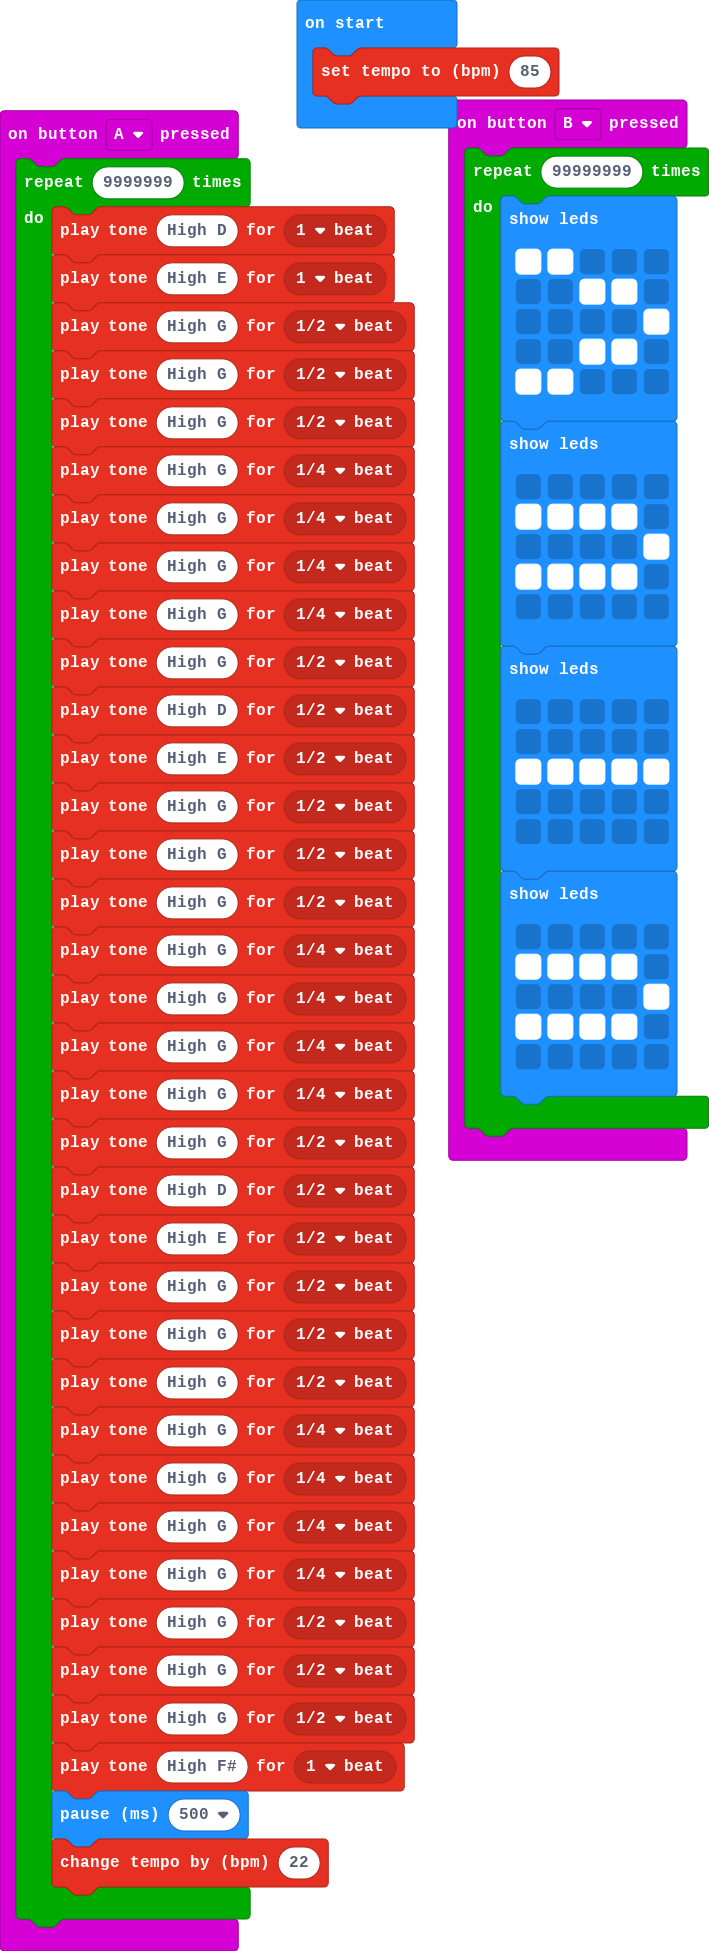 on start
set tempo to (bpm) 85
on button A pressed
repeat 9999999 times
do
play tone High D for 1 beat
play tone High E for 1 beat
play tone High G for 1/2 beat
play tone High G for 1/2 beat
play tone High G for 1/2 beat
play tone High G for 1/4 beat
play tone High G for 1/4 beat
play tone High G for 1/4 beat
play tone High G for 1/4 beat
play tone High G for 1/2 beat
play tone High D for 1/2 beat
play tone High E for 1/2 beat
play tone High G for 1/2 beat
play tone High G for 1/2 beat
play tone High G for 1/2 beat
play tone High G for 1/4 beat
play tone High G for 1/4 beat
play tone High G for 1/4 beat
play tone High G for 1/4 beat
play tone High G for 1/2 beat
play tone High D for 1/2 beat
play tone High E for 1/2 beat
play tone High G for 1/2 beat
play tone High G for 1/2 beat
play tone High G for 1/2 beat
play tone High G for 1/4 beat
play tone High G for 1/4 beat
play tone High G for 1/4 beat
play tone High G for 1/4 beat
play tone High G for 1/2 beat
play tone High G for 1/2 beat
play tone High G for 1/2 beat
play tone High F# for 1 beat
pause (ms) 500
change tempo by (bpm) 22
on button B pressed
repeat 99999999 times
do
show leds
show leds
show leds
show leds